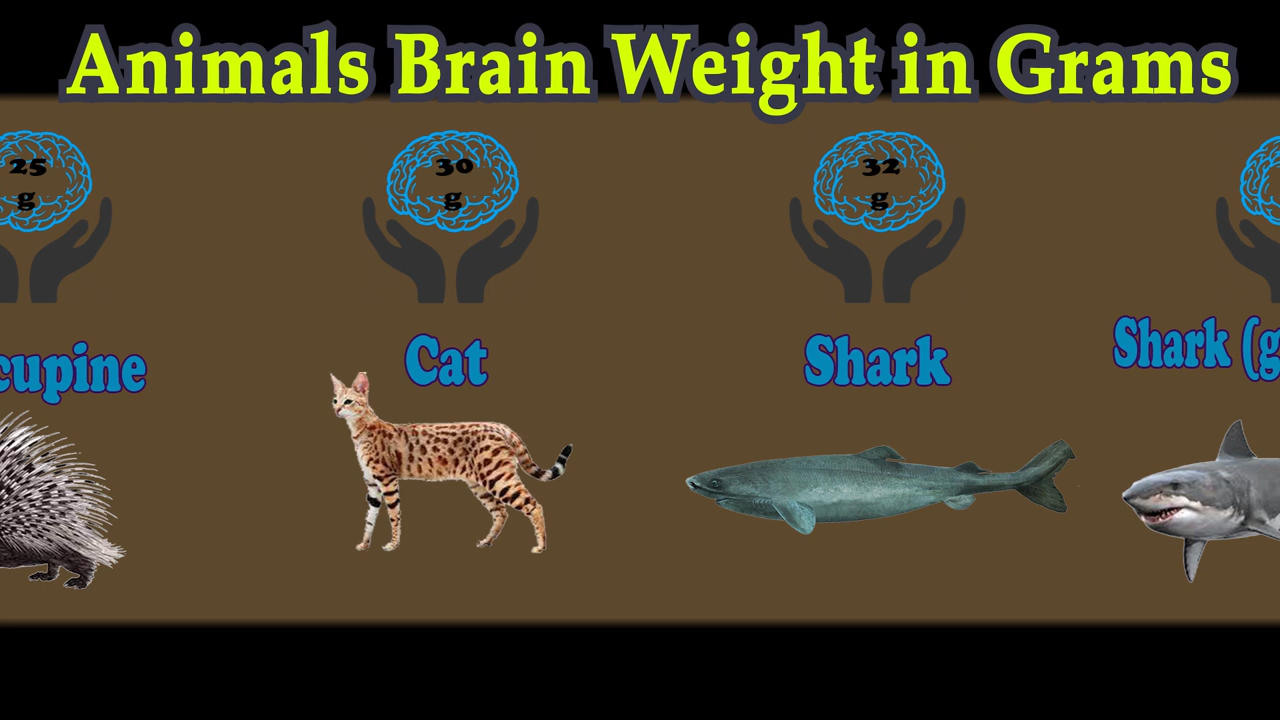 Animals Brain Weight in Grams
25 g
30 g
32 g
cupine
Cat
Shark
Shark (g